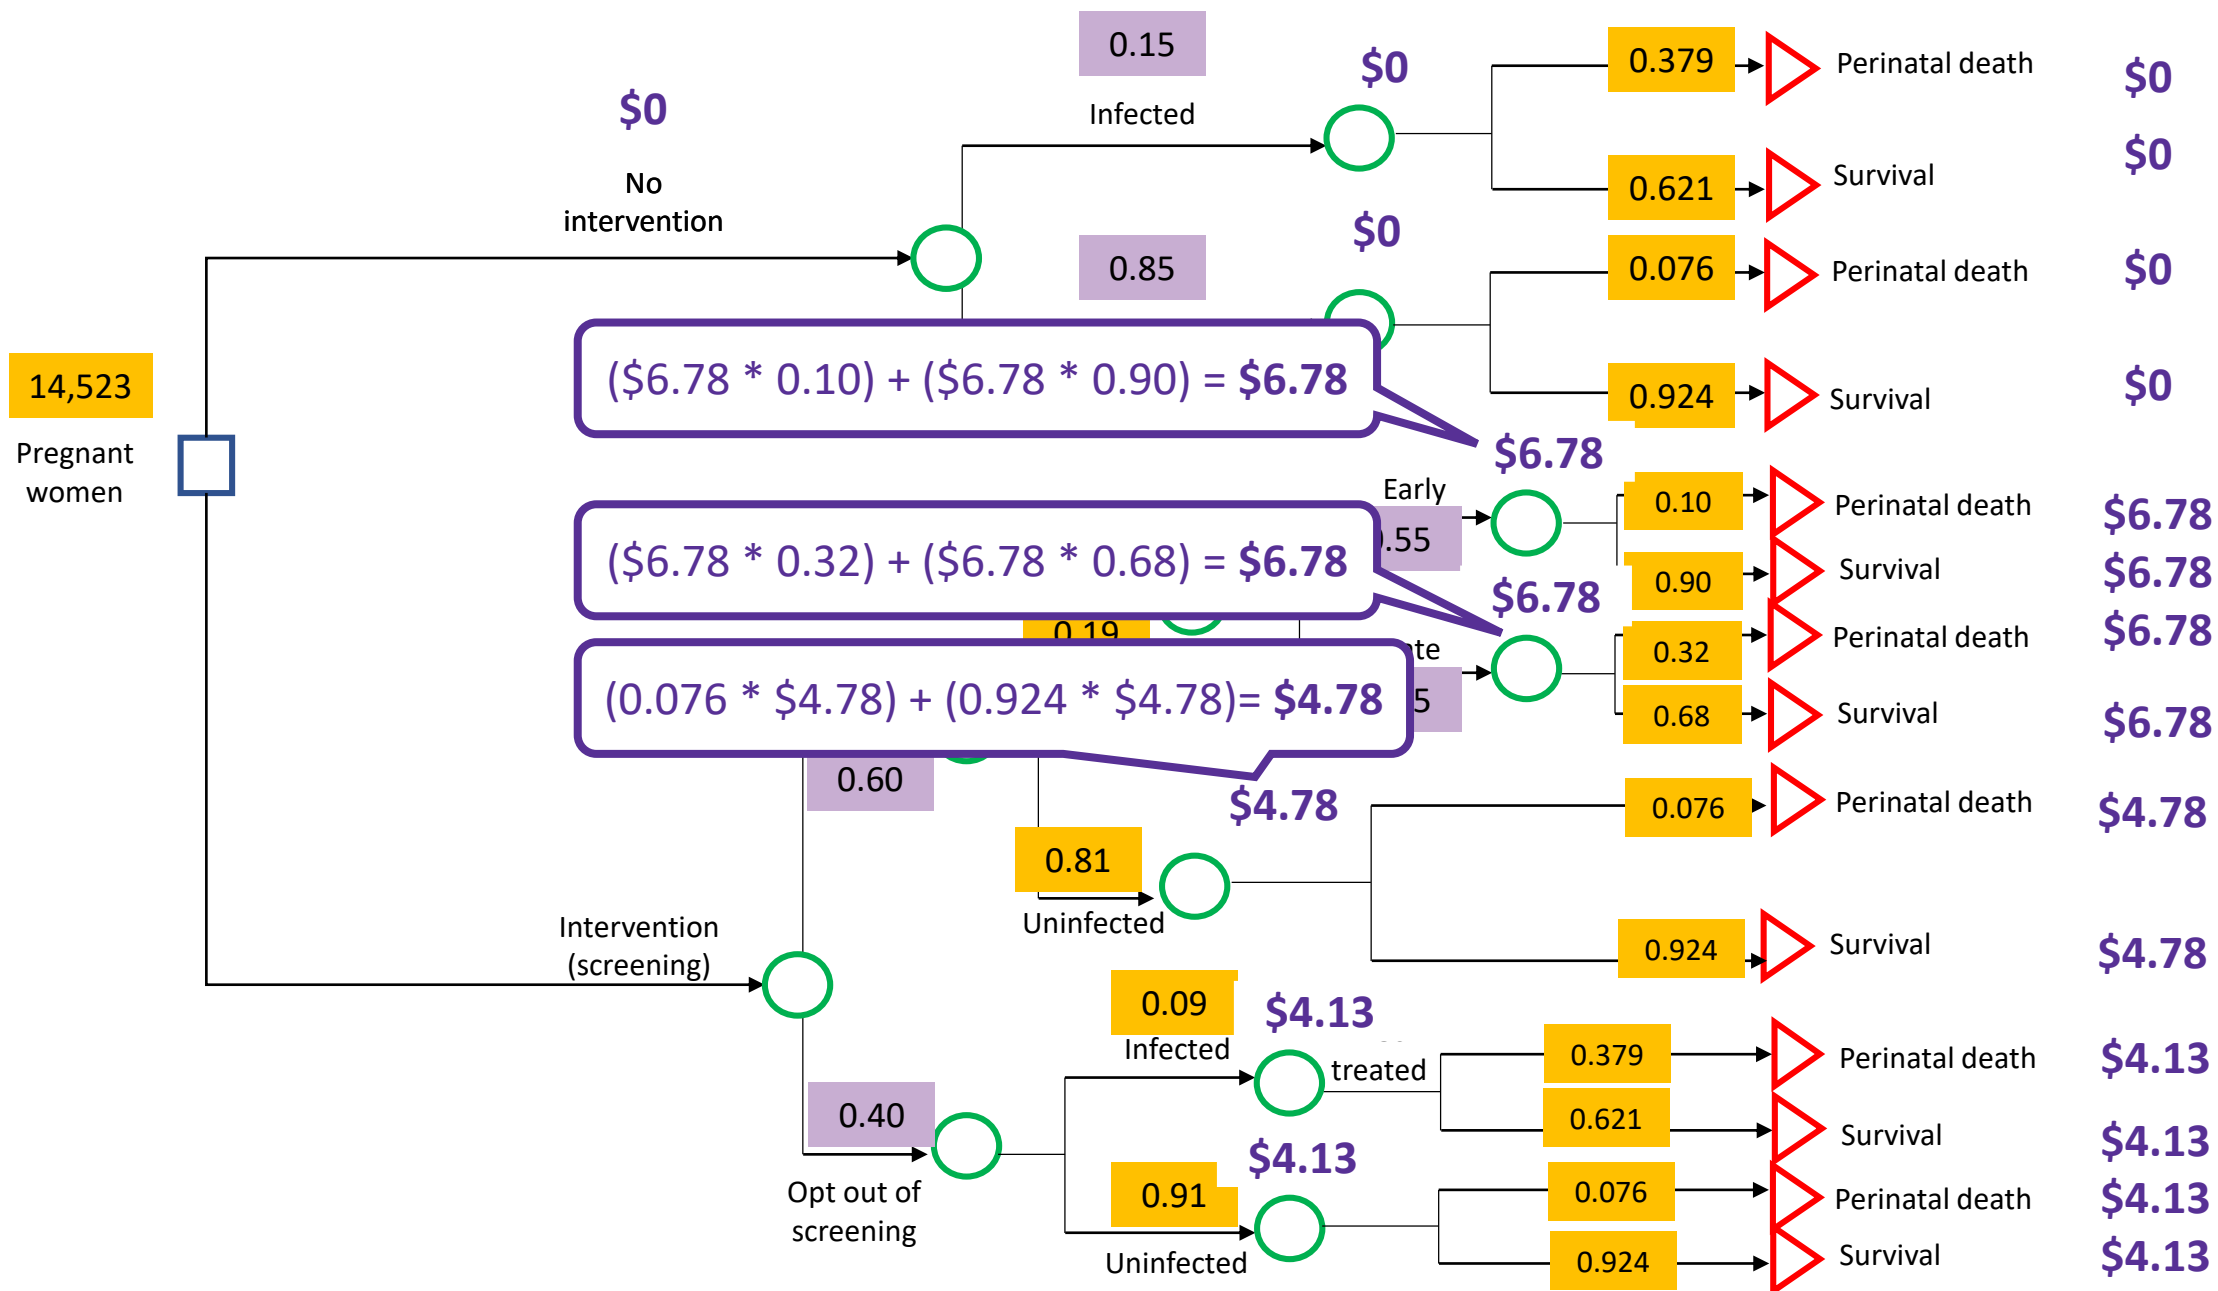 0.15
$0
0.379
Perinatal death
$0
$0
Infected
$0
No
intervention
0.621
Survival
$0
0.85
0.076
Perinatal death
$0
($6.78 * 0.10) + ($6.78 * 0.90) = $6.78
14,523
0.924
Survival
$0
Pregnant
women
$6.78
Early
0.10
Perinatal death
$6.78
($6.78 * 0.32) + ($6.78 * 0.68) = $6.78
.55
0.90
Survival
$6.78
$6.78
0.19
0.32
Perinatal death
$6.78
(0.076 * $4.78) + (0.924 * $4.78)= $4.78
5
0.68
Survival
$6.78
0.60
$4.78
0.076
Perinatal death
$4.78
0.81
Uninfected
Intervention
(screening)
0.924
Survival
$4.78
0.09
$4.13
Infected
treated
0.379
Perinatal death
$4.13
0.40
0.621
Survival
$4.13
$4.13
Opt out of
screening
0.91
0.076
Perinatal death
$4.13
Uninfected
0.924
Survival
$4.13